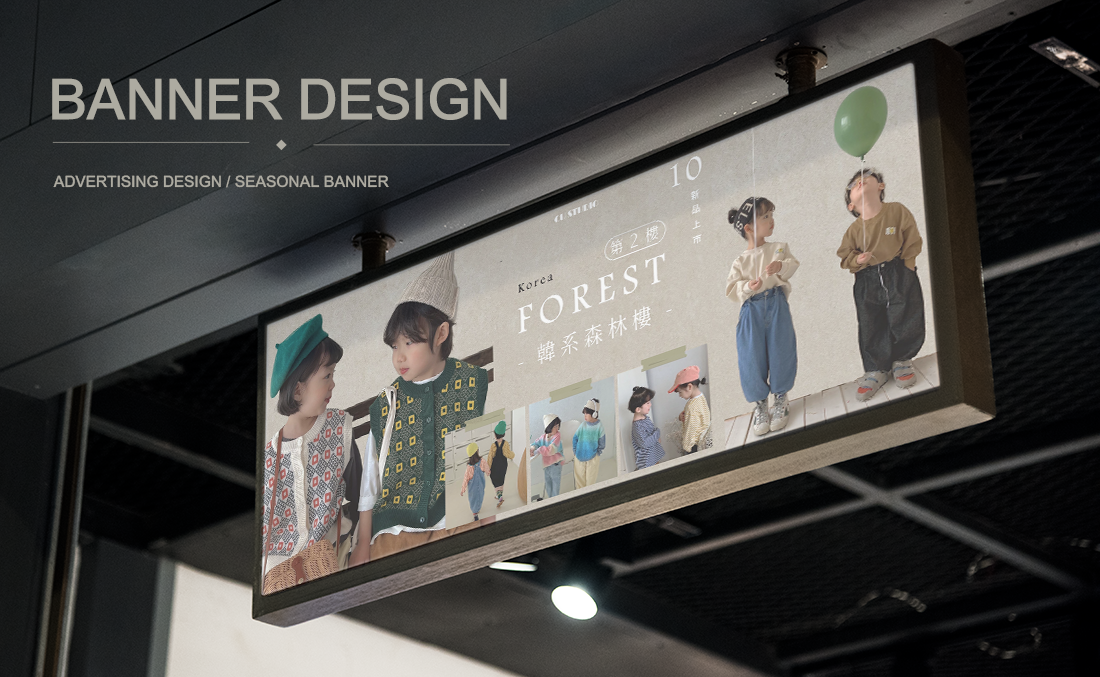 BANNER DESIGN
ADVERTISING DESIGN / SEASONAL BANNER
10
新品上市
第 2 樓
Korea
FOREST
- 韓系森林樓 -